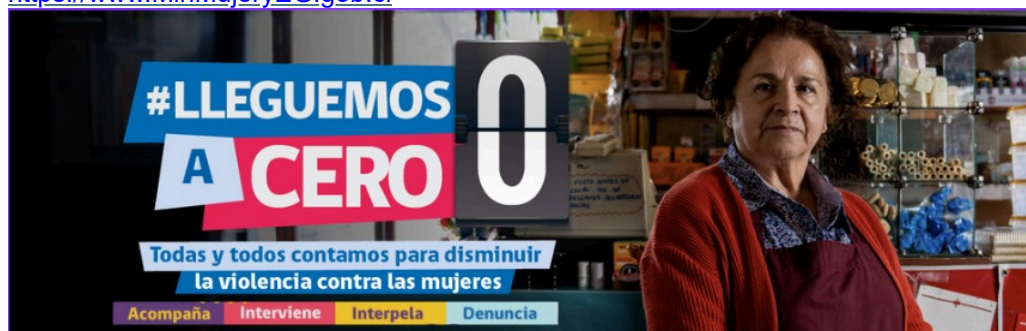 #LLEGUEMOS
A CERO
0
Todas y todos contamos para disminuir
la violencia contra las mujeres
Acompaña Interviene Interpela Denuncia